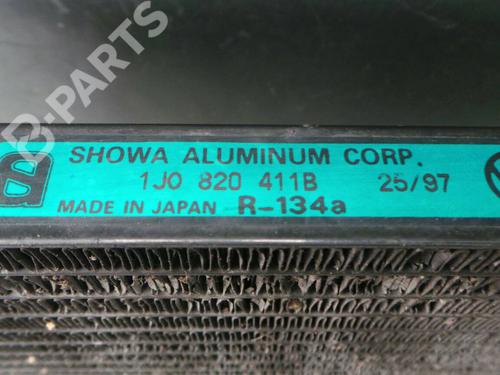 B-PARTS
SHOWA ALUMINUM CORP.
1J0 820 411B 25/97
MADE IN JAPAN R-134a